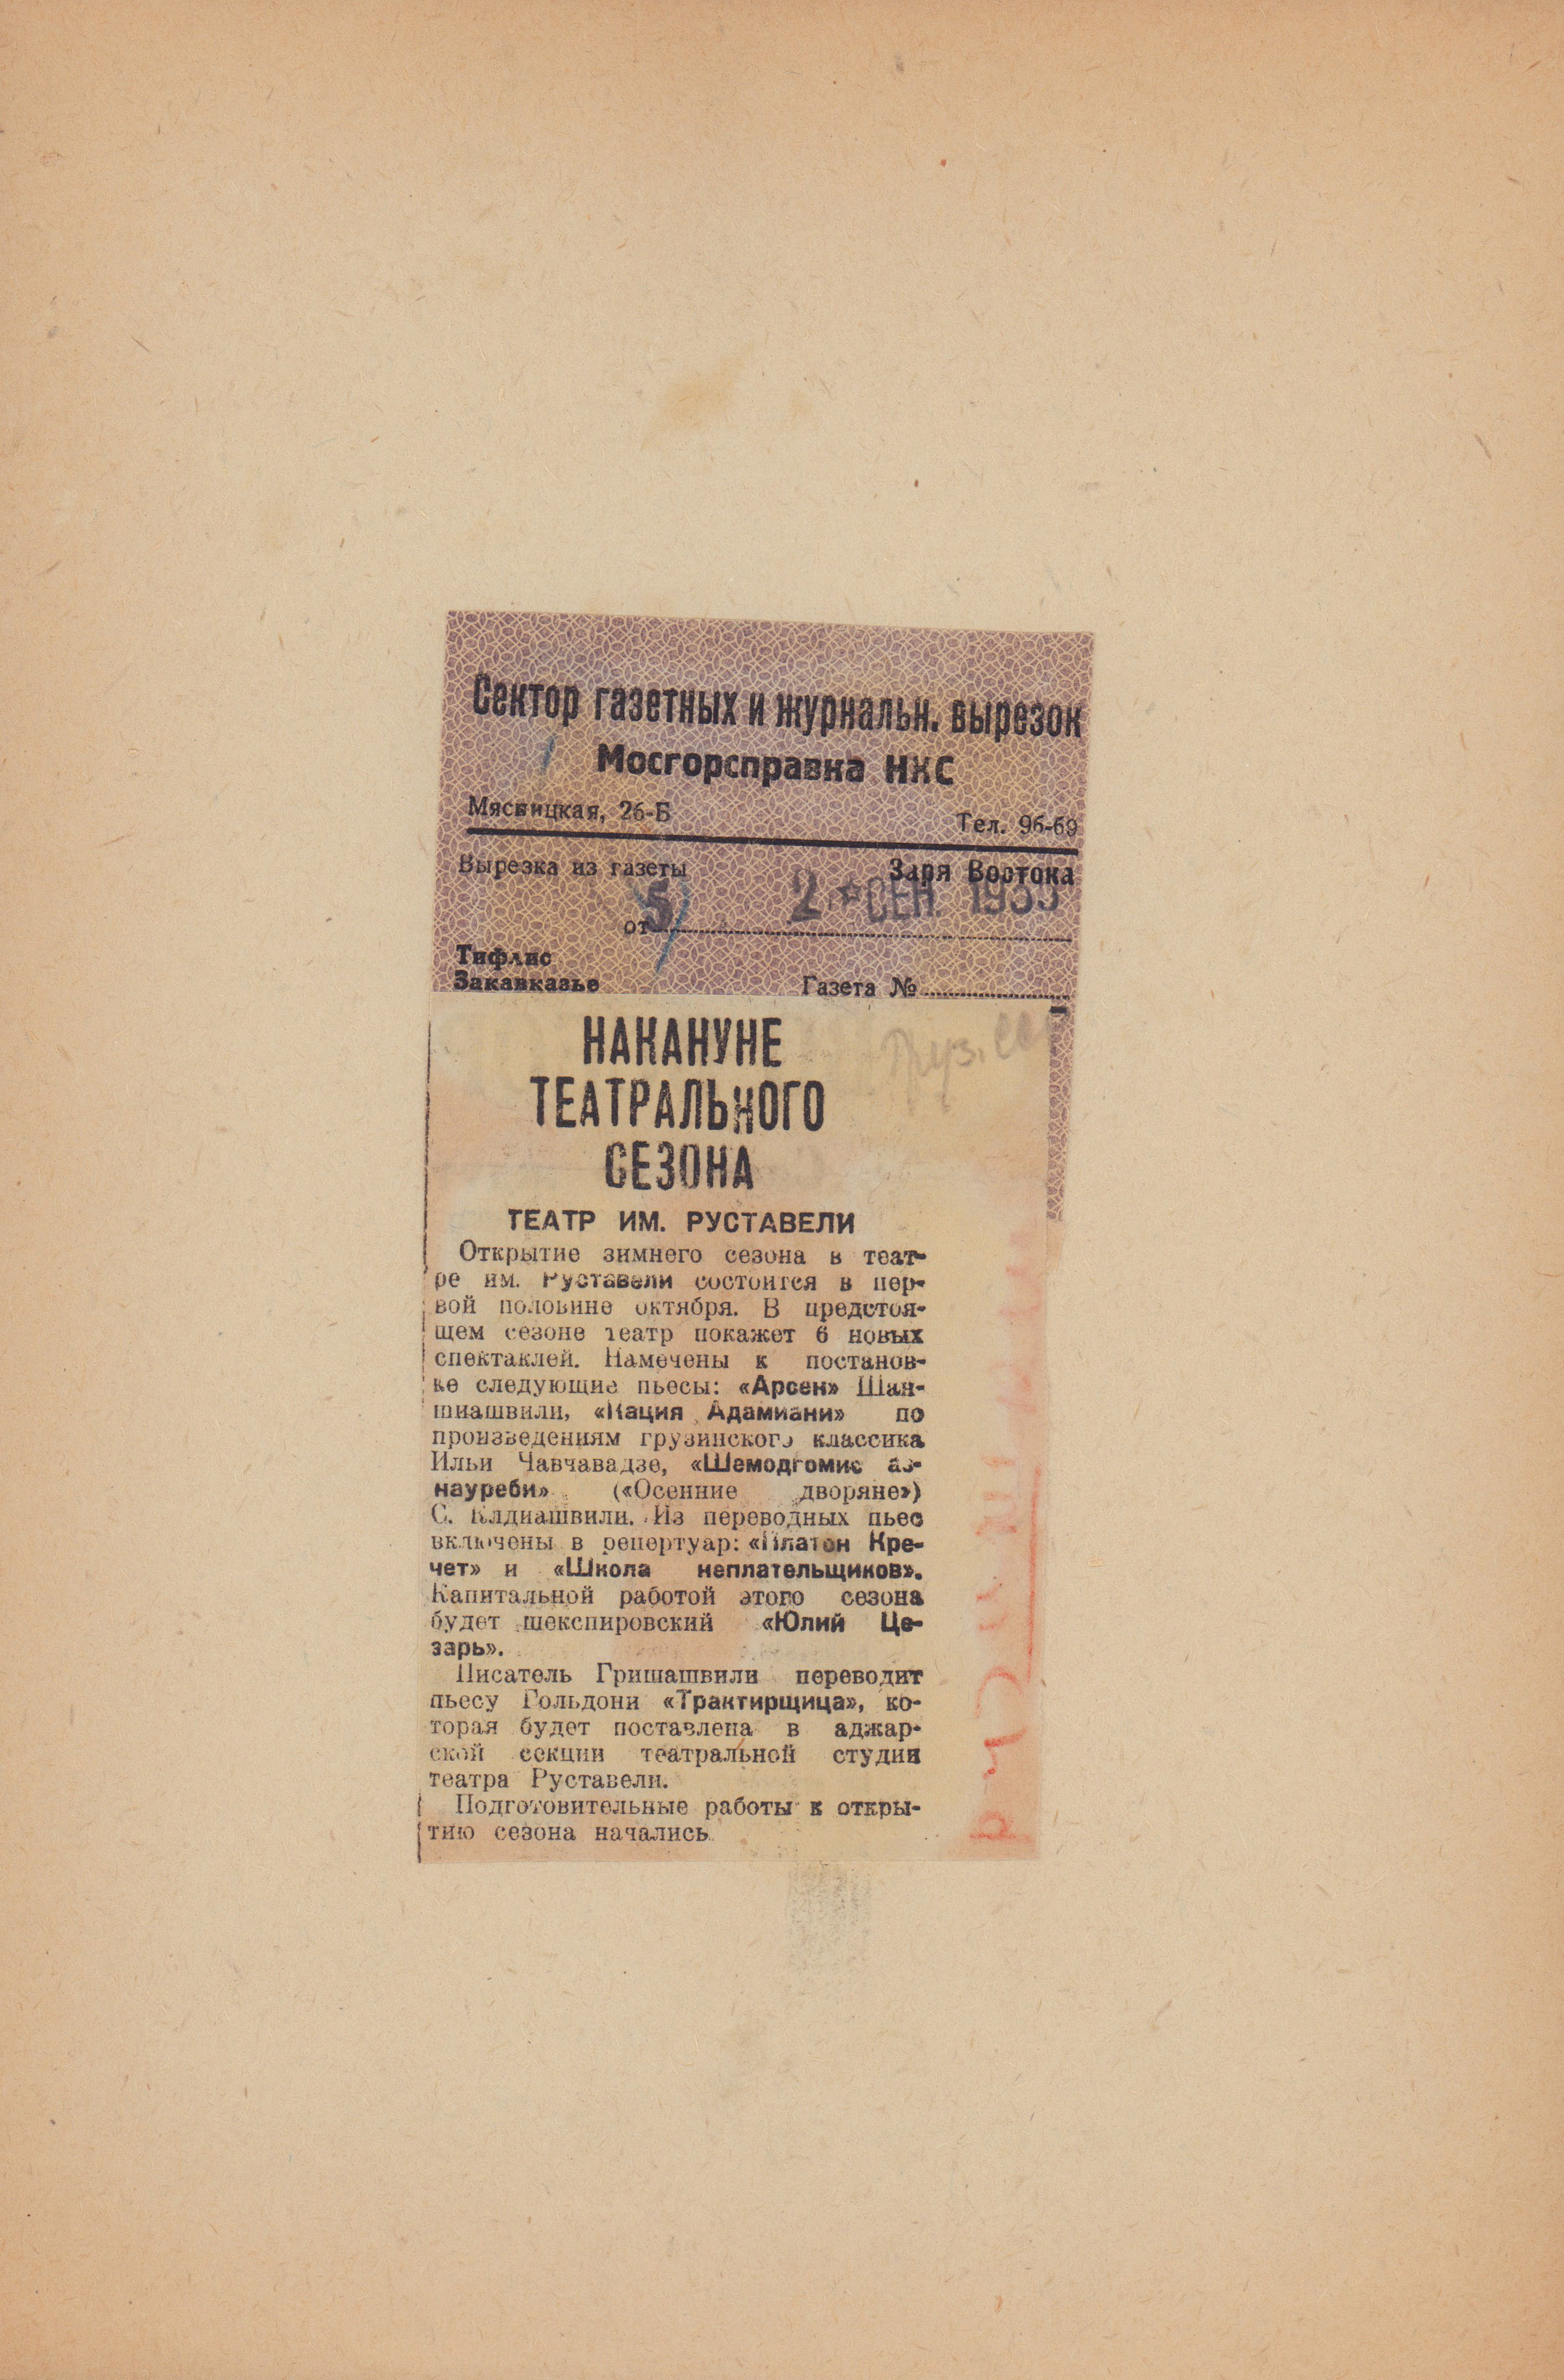 Сектор газетных и журнальн. вырезок
Мосгорсправка НКС
Мясницкая, 26-Б Тел. 96-69
Вырезка из газеты Заря Востока
от 2 СЕН. 1935
Тифлис
Закавказье Газета №
НАКАНУНЕ
ТЕАТРАЛЬНОГО
СЕЗОНА
ТЕАТР ИМ. РУСТАВЕЛИ
Открытие зимнего сезона в теат-
ре им. Руставели состоится в пер-
вой половине октября. В предстоя-
щем сезоне театр покажет 6 новых
спектаклей. Намечены к постанов-
ке следующие пьесы: «Арсен» Шан-
шиашвили, «Кация Адамиани» по
произведениям грузинского классика
Ильи Чавчавадзе, «Шемодгомис аз-
науреби» («Осенние дворяне»)
С. Клдиашвили. Из переводных пьес
включены в репертуар: «Платон Кре-
чет» и «Школа неплательщиков».
Капитальной работой этого сезона
будет шекспировский «Юлий Це-
зарь».
Писатель Гришашвили переводит
пьесу Гольдони «Трактирщица», ко-
торая будет поставлена в аджар-
ской секции театральной студии
театра Руставели.
Подготовительные работы к откры-
тию сезона начались.